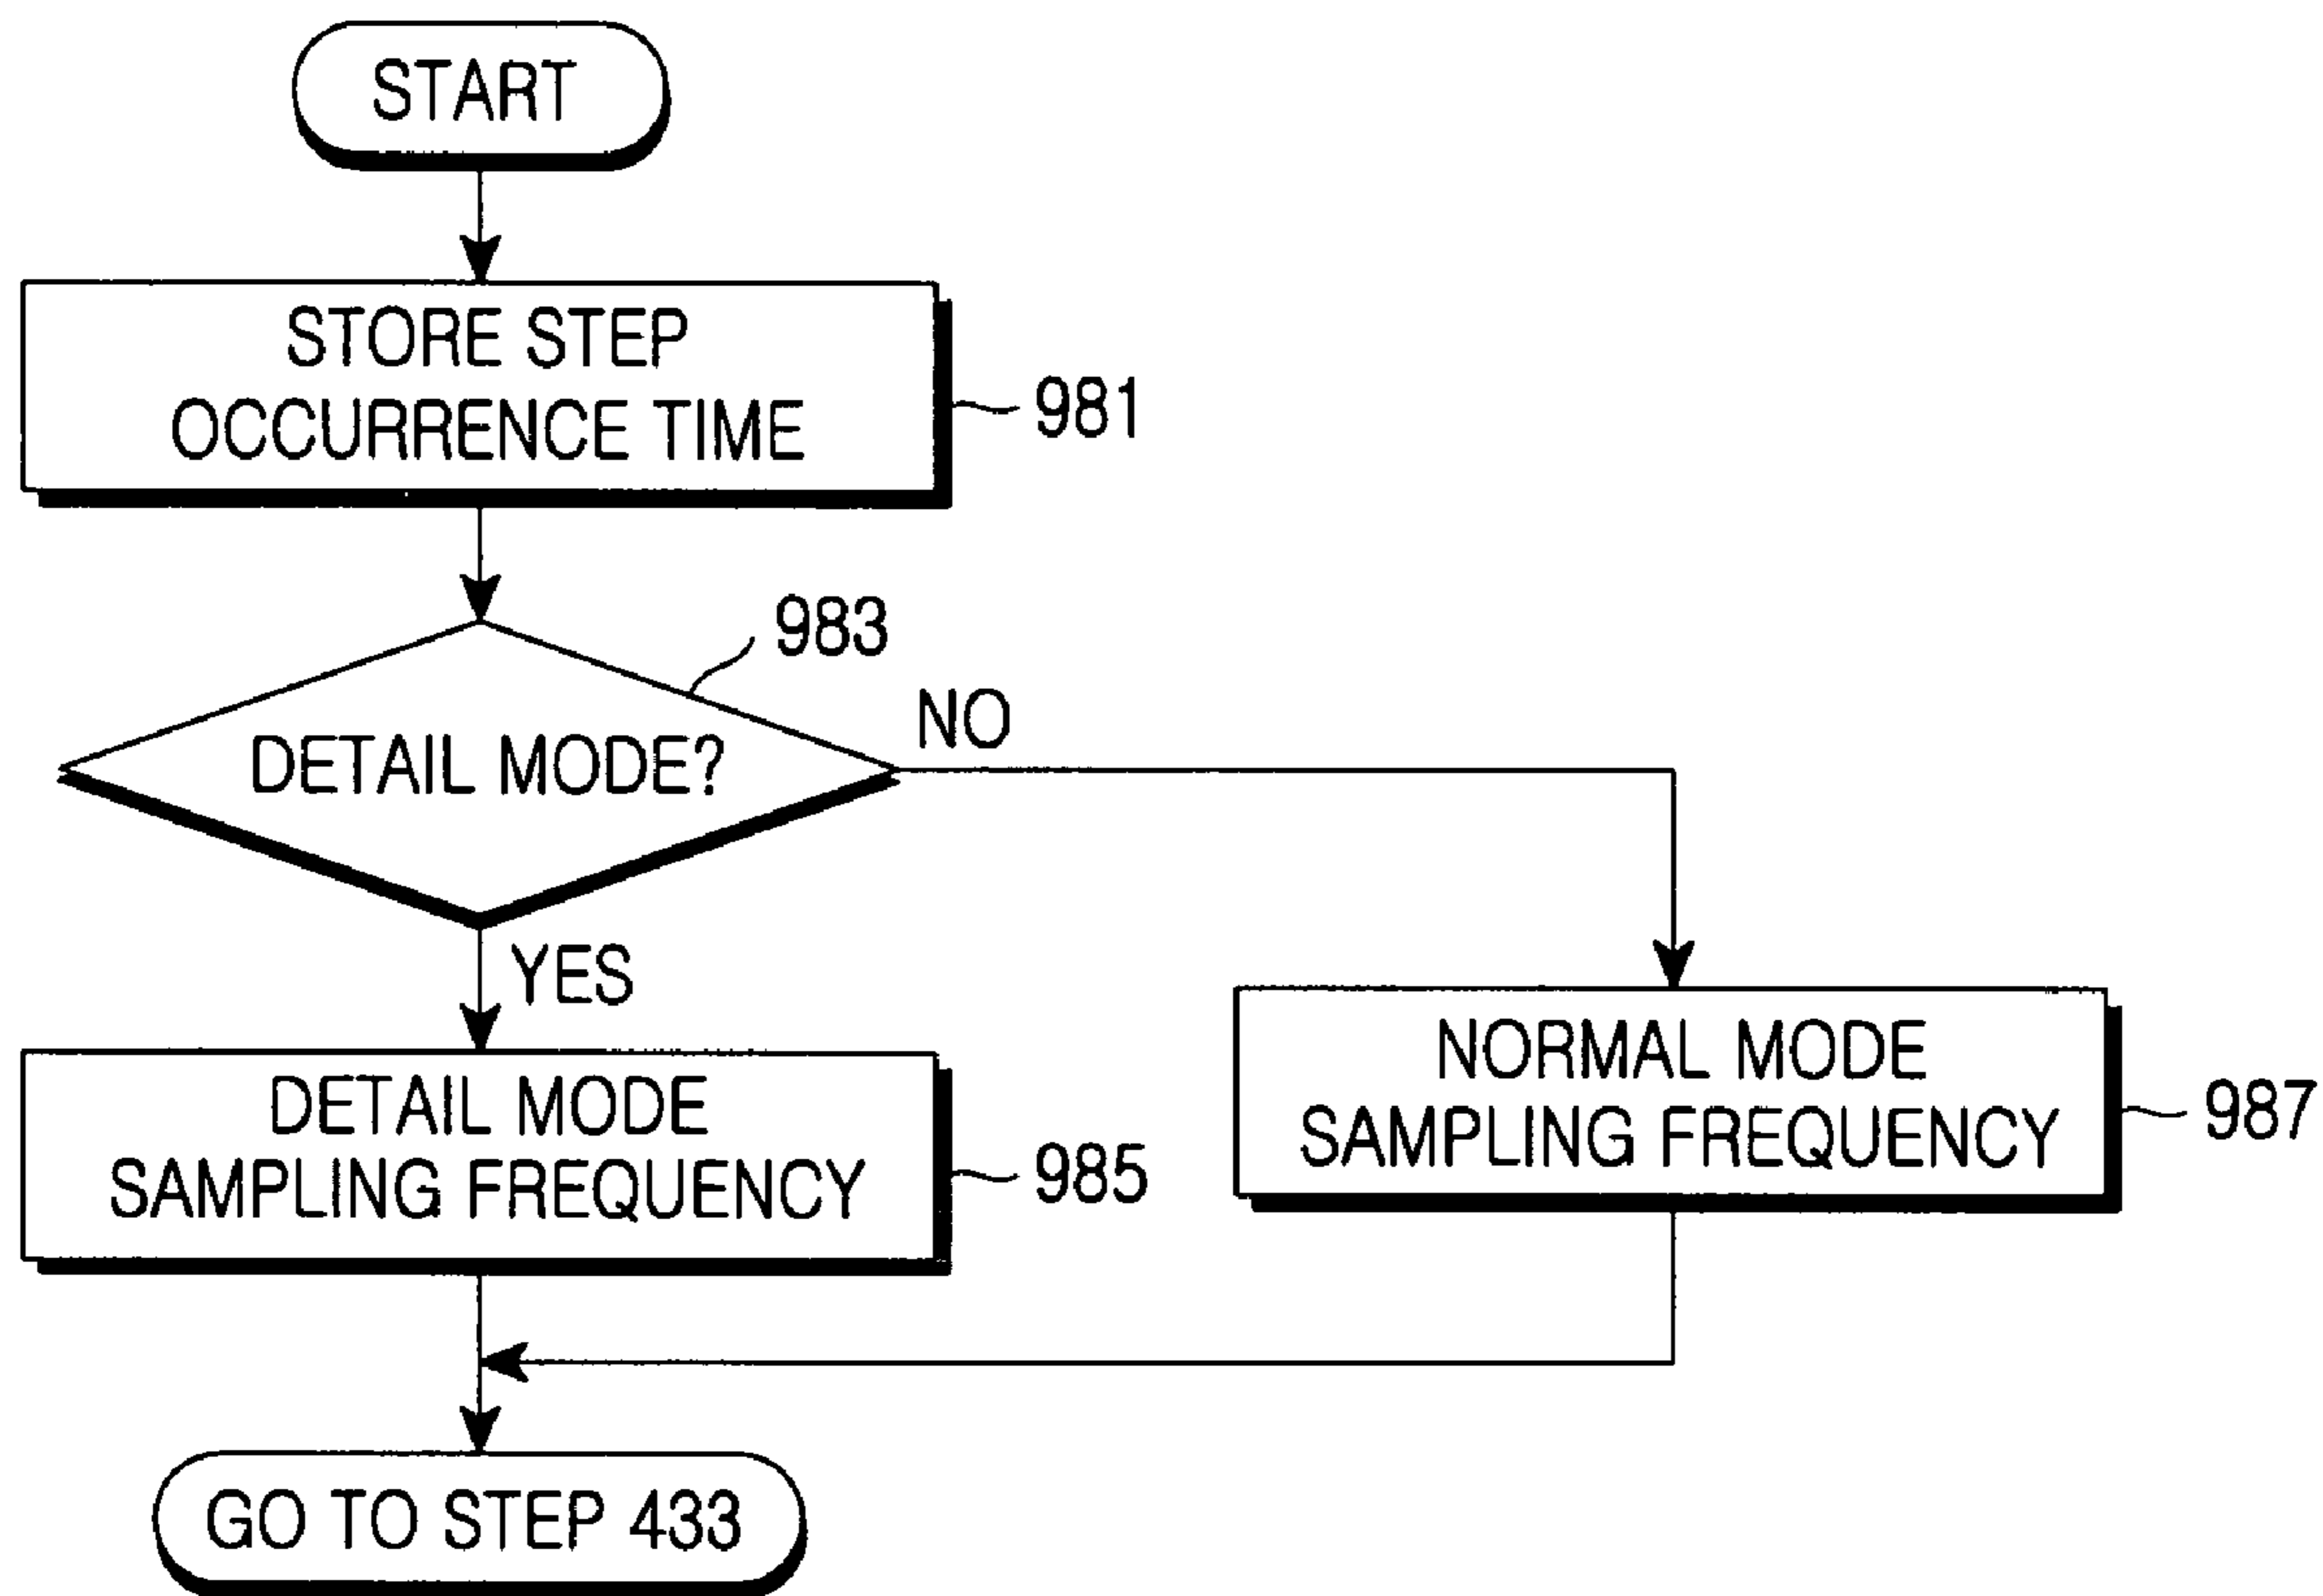 START
STORE STEP
OCCURRENCE TIME
981
983
NO
DETAIL MODE?
YES
DETAIL MODE
SAMPLING FREQUENCY
985
NORMAL MODE
SAMPLING FREQUENCY
987
GO TO STEP 433